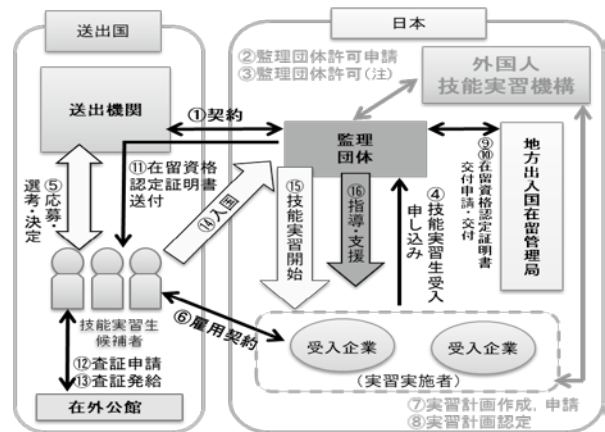 送出国
日本
②監理団体許可申請
③監理団体許可(注)
外国人
技能実習機構
送出機関
①契約
監理
団体
⑤応募・
選考・決定
⑪在留資格
認定証明書
送付
⑭入国
⑮技能実習開始
⑯指導・支援
④技能実習生受入
申し込み
⑨⑩在留資格認定証明書
交付申請・交付
地方出入国在留管理局
技能実習生
候補者
⑥雇用契約
受入企業
受入企業
(実習実施者)
⑫査証申請
⑬査証発給
在外公館
⑦実習計画作成, 申請
⑧実習計画認定